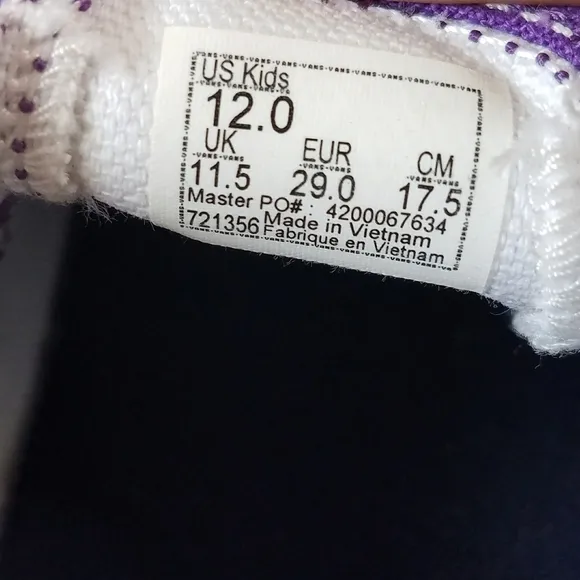 US Kids
12.0
UK EUR CM
11.5 29.0 17.5
Master PO# : 4200067634
721356 Made in Vietnam
Fabrique en Vietnam